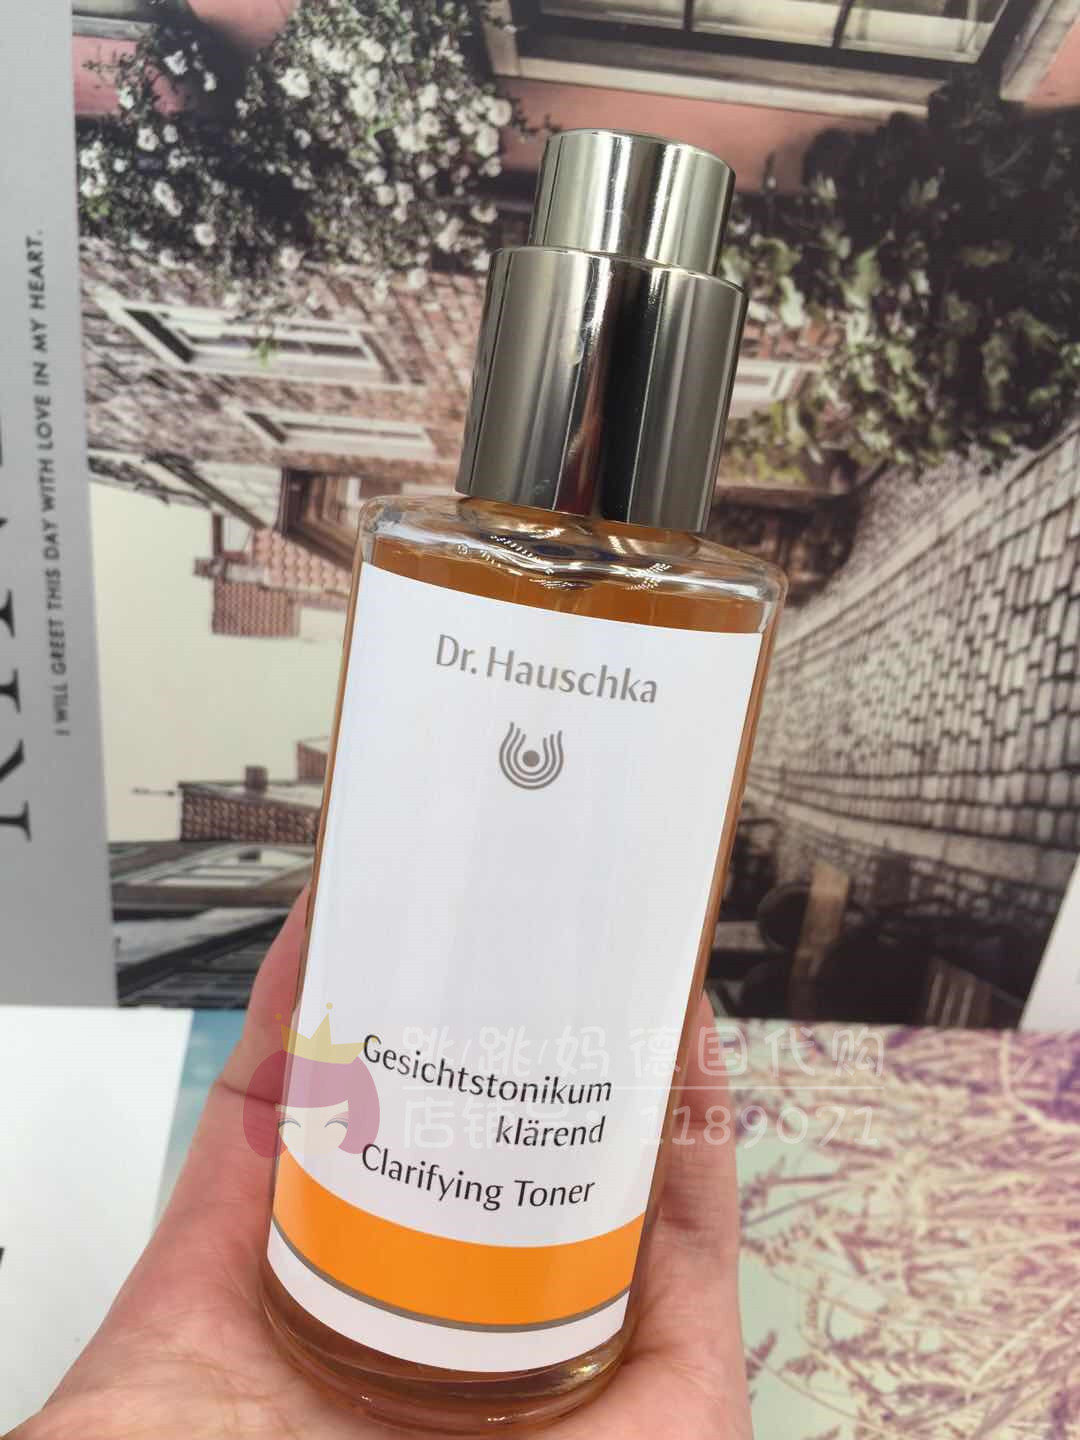 Dr. Hauschka
Gesichtstonikum
klärend
Clarifying Toner
跳跳妈德国代购
店铺号：1189071
I WILL GREET THIS DAY WITH LOVE IN MY HEART.